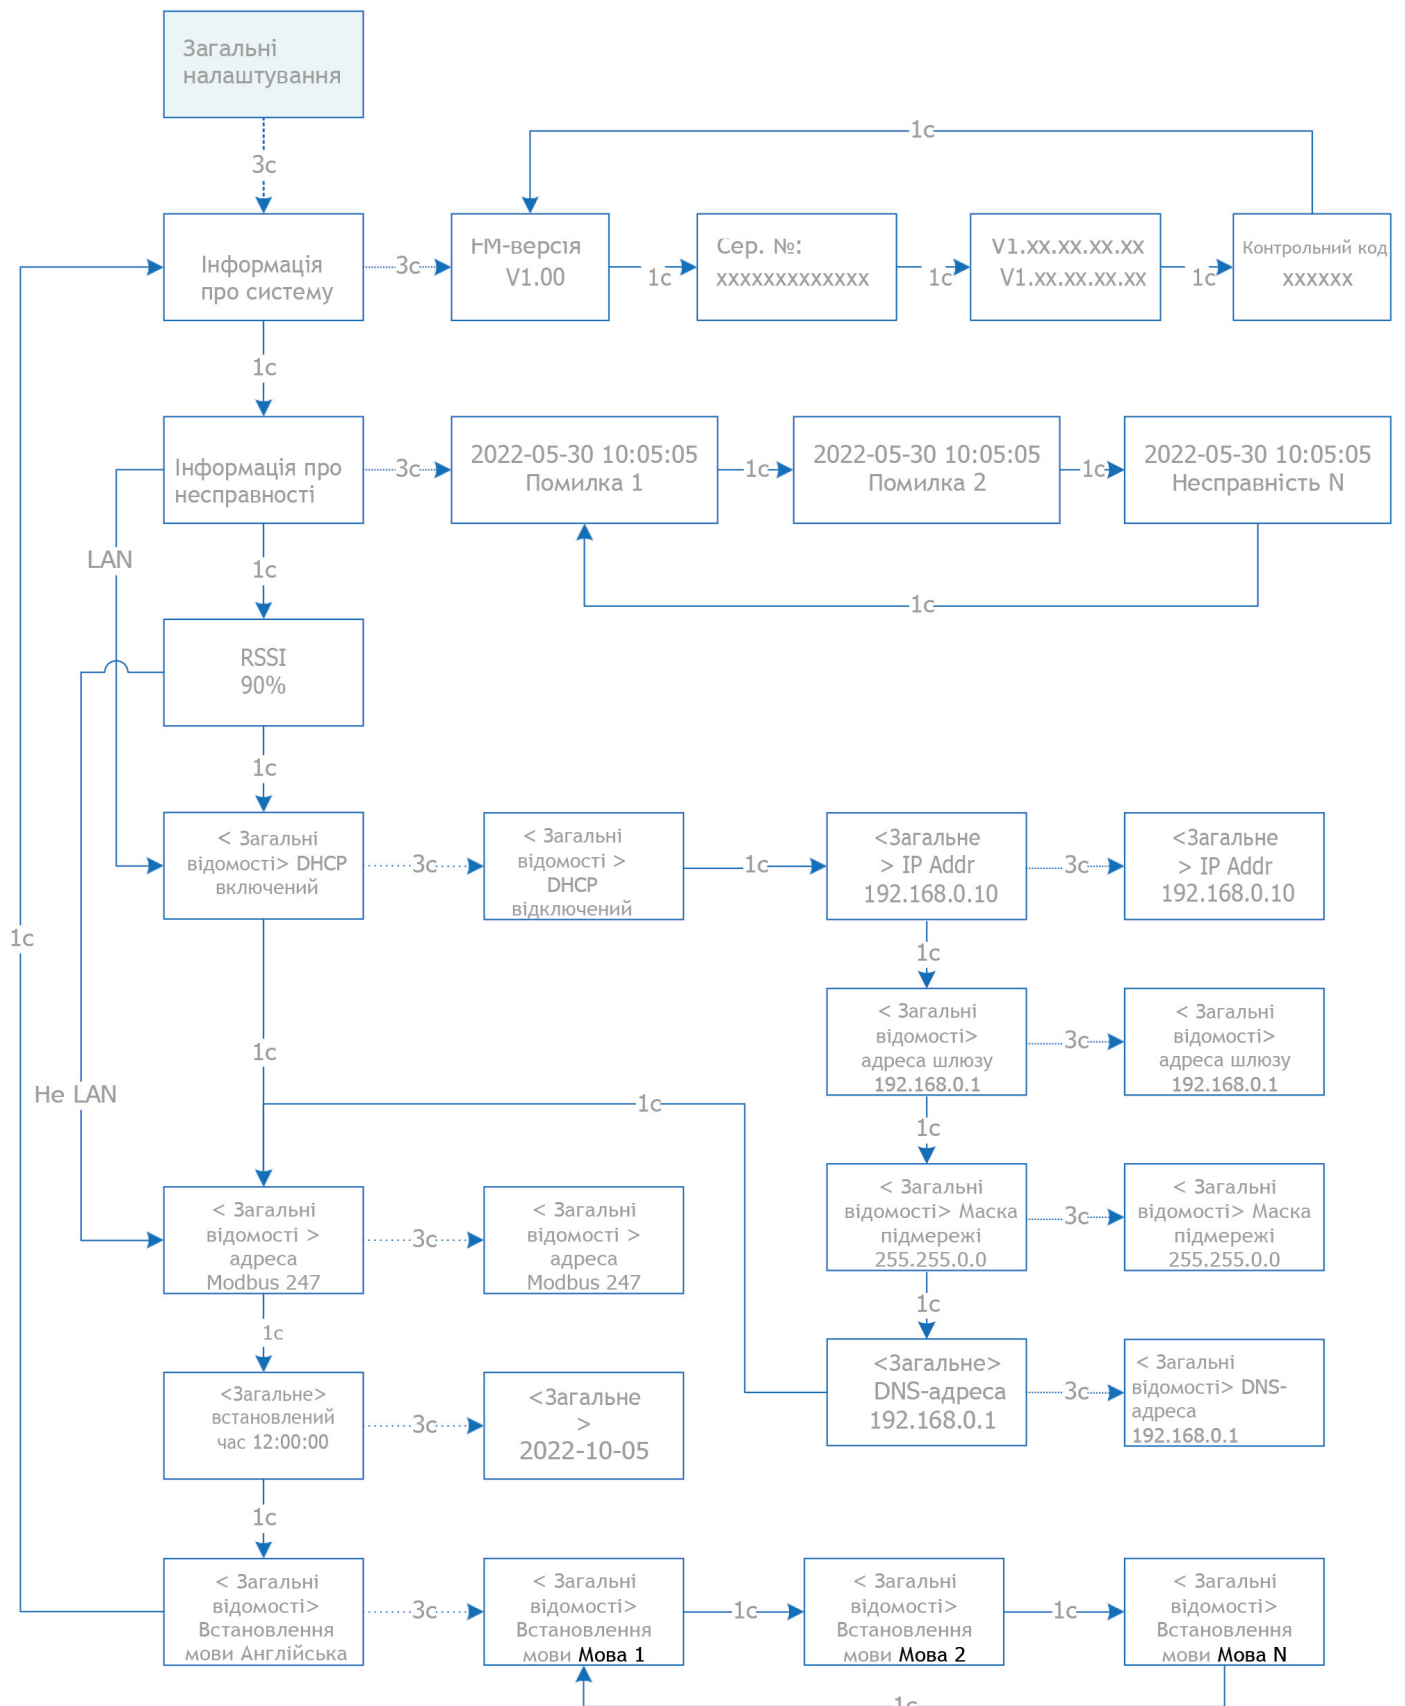 Загальні
налаштування
1с
3с
Інформація
про систему
3с
FM-версія
V1.00
1с
Сер. №:
xxxxxxxxxxxxx
1с
V1.xx.xx.xx.xx
V1.xx.xx.xx.xx
1с
Контрольний код
xxxxxx
1с
Інформація про
несправності
3с
2022-05-30 10:05:05
Помилка 1
1с
2022-05-30 10:05:05
Помилка 2
1с
2022-05-30 10:05:05
Несправність N
LAN
1с
1с
RSSI
90%
1с
< Загальні
відомості> DHCP
включений
3с
< Загальні
відомості >
DHCP
відключений
1с
<Загальне
> IP Addr
192.168.0.10
3с
<Загальне
> IP Addr
192.168.0.10
1с
1с
< Загальні
відомості>
адреса шлюзу
192.168.0.1
3с
< Загальні
відомості>
адреса шлюзу
192.168.0.1
1с
Не LAN
1с
1с
< Загальні
відомості >
адреса
Modbus 247
3с
< Загальні
відомості >
адреса
Modbus 247
< Загальні
відомості> Маска
підмережі
255.255.0.0
3с
< Загальні
відомості> Маска
підмережі
255.255.0.0
1с
1с
<Загальне>
встановлений
час 12:00:00
3с
<Загальне
>
2022-10-05
<Загальне>
DNS-адреса
192.168.0.1
3с
< Загальні
відомості> DNS-
адреса
192.168.0.1
1с
< Загальні
відомості>
Встановлення
мови Англійська
3с
< Загальні
відомості>
Встановлення
мови Мова 1
1с
< Загальні
відомості>
Встановлення
мови Мова 2
1с
< Загальні
відомості>
Встановлення
мови Мова N
1с